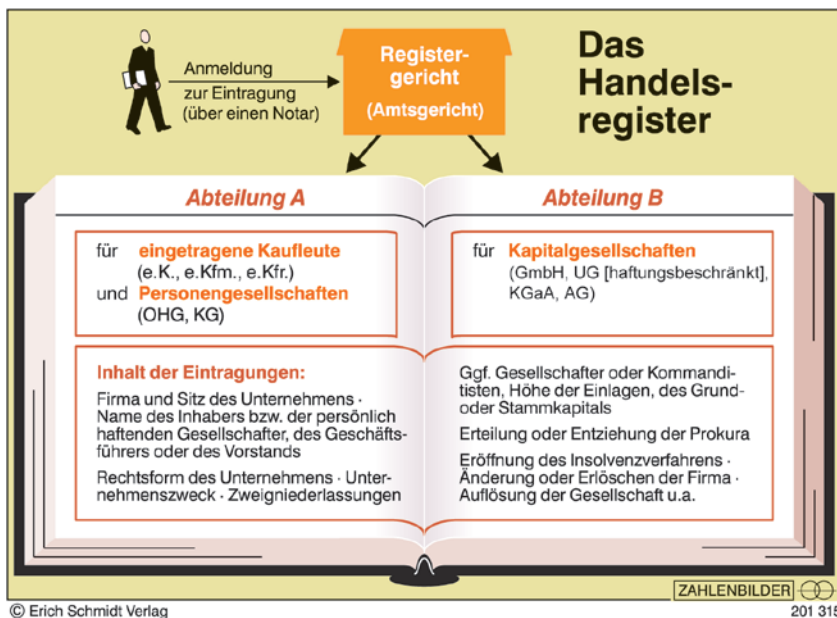 Das
Handels-
register
Anmeldung
zur Eintragung
(über einen Notar)
Register-
gericht
(Amtsgericht)
Abteilung A
für eingetragene Kaufleute
(e.K., e.Kfm., e.Kfr.)
und Personengesellschaften
(OHG, KG)
Abteilung B
für Kapitalgesellschaften
(GmbH, UG [haftungsbeschränkt],
KGaA, AG)
Inhalt der Eintragungen:
Firma und Sitz des Unternehmens ·
Name des Inhabers bzw. der persönlich
haftenden Gesellschafter, des Geschäfts-
führers oder des Vorstands
Rechtsform des Unternehmens · Unter-
nehmenszweck · Zweigniederlassungen
Ggf. Gesellschafter oder Kommandi-
tisten, Höhe der Einlagen, des Grund-
oder Stammkapitals
Erteilung oder Entziehung der Prokura
Eröffnung des Insolvenzverfahrens ·
Änderung oder Erlöschen der Firma ·
Auflösung der Gesellschaft u.a.
ZAHLENBILDER
© Erich Schmidt Verlag
201 315